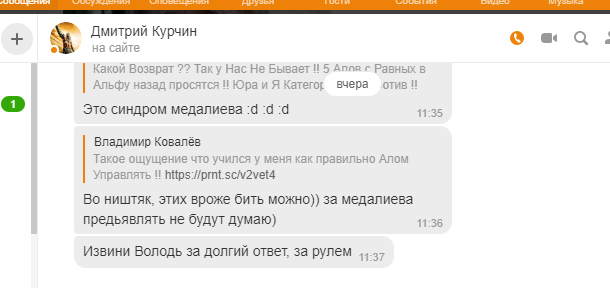 Сообщения Обсуждения Оповещения Друзья Гости События Видео Музыка
Дмитрий Курчин
на сайте
1
Какой Возврат ?? Так у Нас Не Бывает !! 5 Алов с Равных в
Альфу назад просятся !! Юра и Я Категор
отив !!
вчера
Это синдром медалиева :d :d :d
11:35
Владимир Ковалёв
Такое ощущение что учился у меня как правильно Алом
Управлять !! https://prnt.sc/v2vet4
Во ништяк, этих вроже бить можно)) за медалиева
предьявлять не будут думаю)
11:36
Извини Володь за долгий ответ, за рулем
11:37